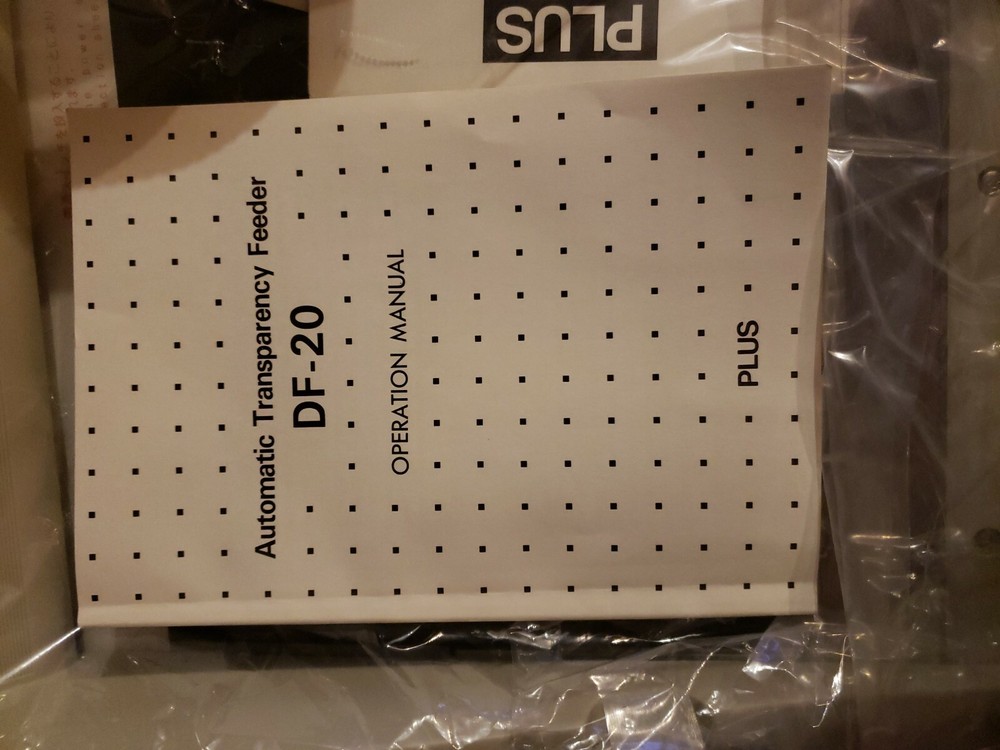 Automatic Transparency Feeder
DF-20
OPERATION MANUAL
PLUS
PLUS